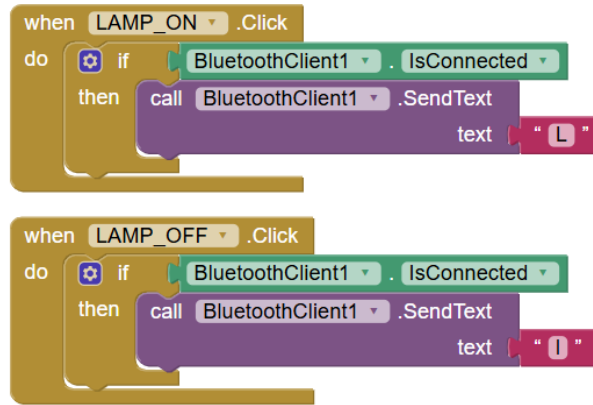 when LAMP_ON .Click
do if BluetoothClient1 . IsConnected
then call BluetoothClient1 .SendText
text " L "
when LAMP_OFF .Click
do if BluetoothClient1 . IsConnected
then call BluetoothClient1 .SendText
text " l "